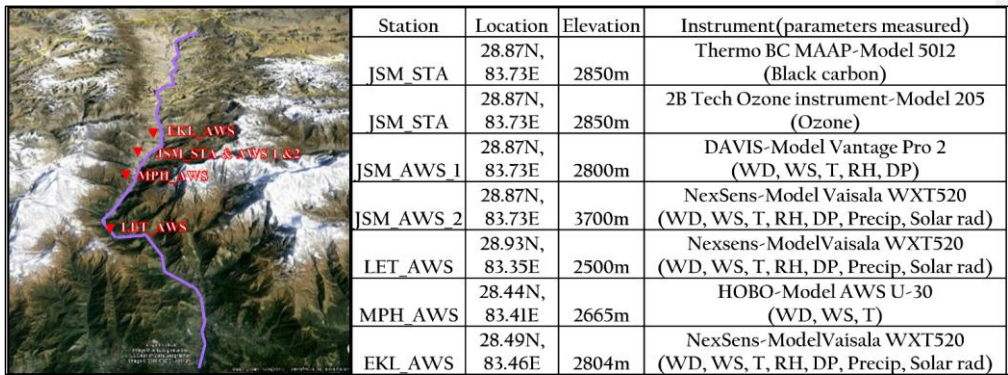 EKL_AWS
JSM_STA & AWS 1 &2
MPH_AWS
LET_AWS
Station Location Elevation Instrument(parameters measured)
28.87N, Thermo BC MAAP-Model 5012
JSM_STA 83.73E 2850m (Black carbon)
28.87N, 2B Tech Ozone instrument-Model 205
JSM_STA 83.73E 2850m (Ozone)
28.87N, DAVIS-Model Vantage Pro 2
JSM_AWS_1 83.73E 2800m (WD, WS, T, RH, DP)
28.87N, NexSens-Model Vaisala WXT520
JSM_AWS_2 83.73E 3700m (WD, WS, T, RH, DP, Precip, Solar rad)
28.93N, Nexsens-ModelVaisala WXT520
LET_AWS 83.35E 2500m (WD, WS, T, RH, DP, Precip, Solar rad)
28.44N, HOBO-Model AWS U-30
MPH_AWS 83.41E 2665m (WD, WS, T)
28.49N, NexSens-ModelVaisala WXT520
EKL_AWS 83.46E 2804m (WD, WS, T, RH, DP, Precip, Solar rad)